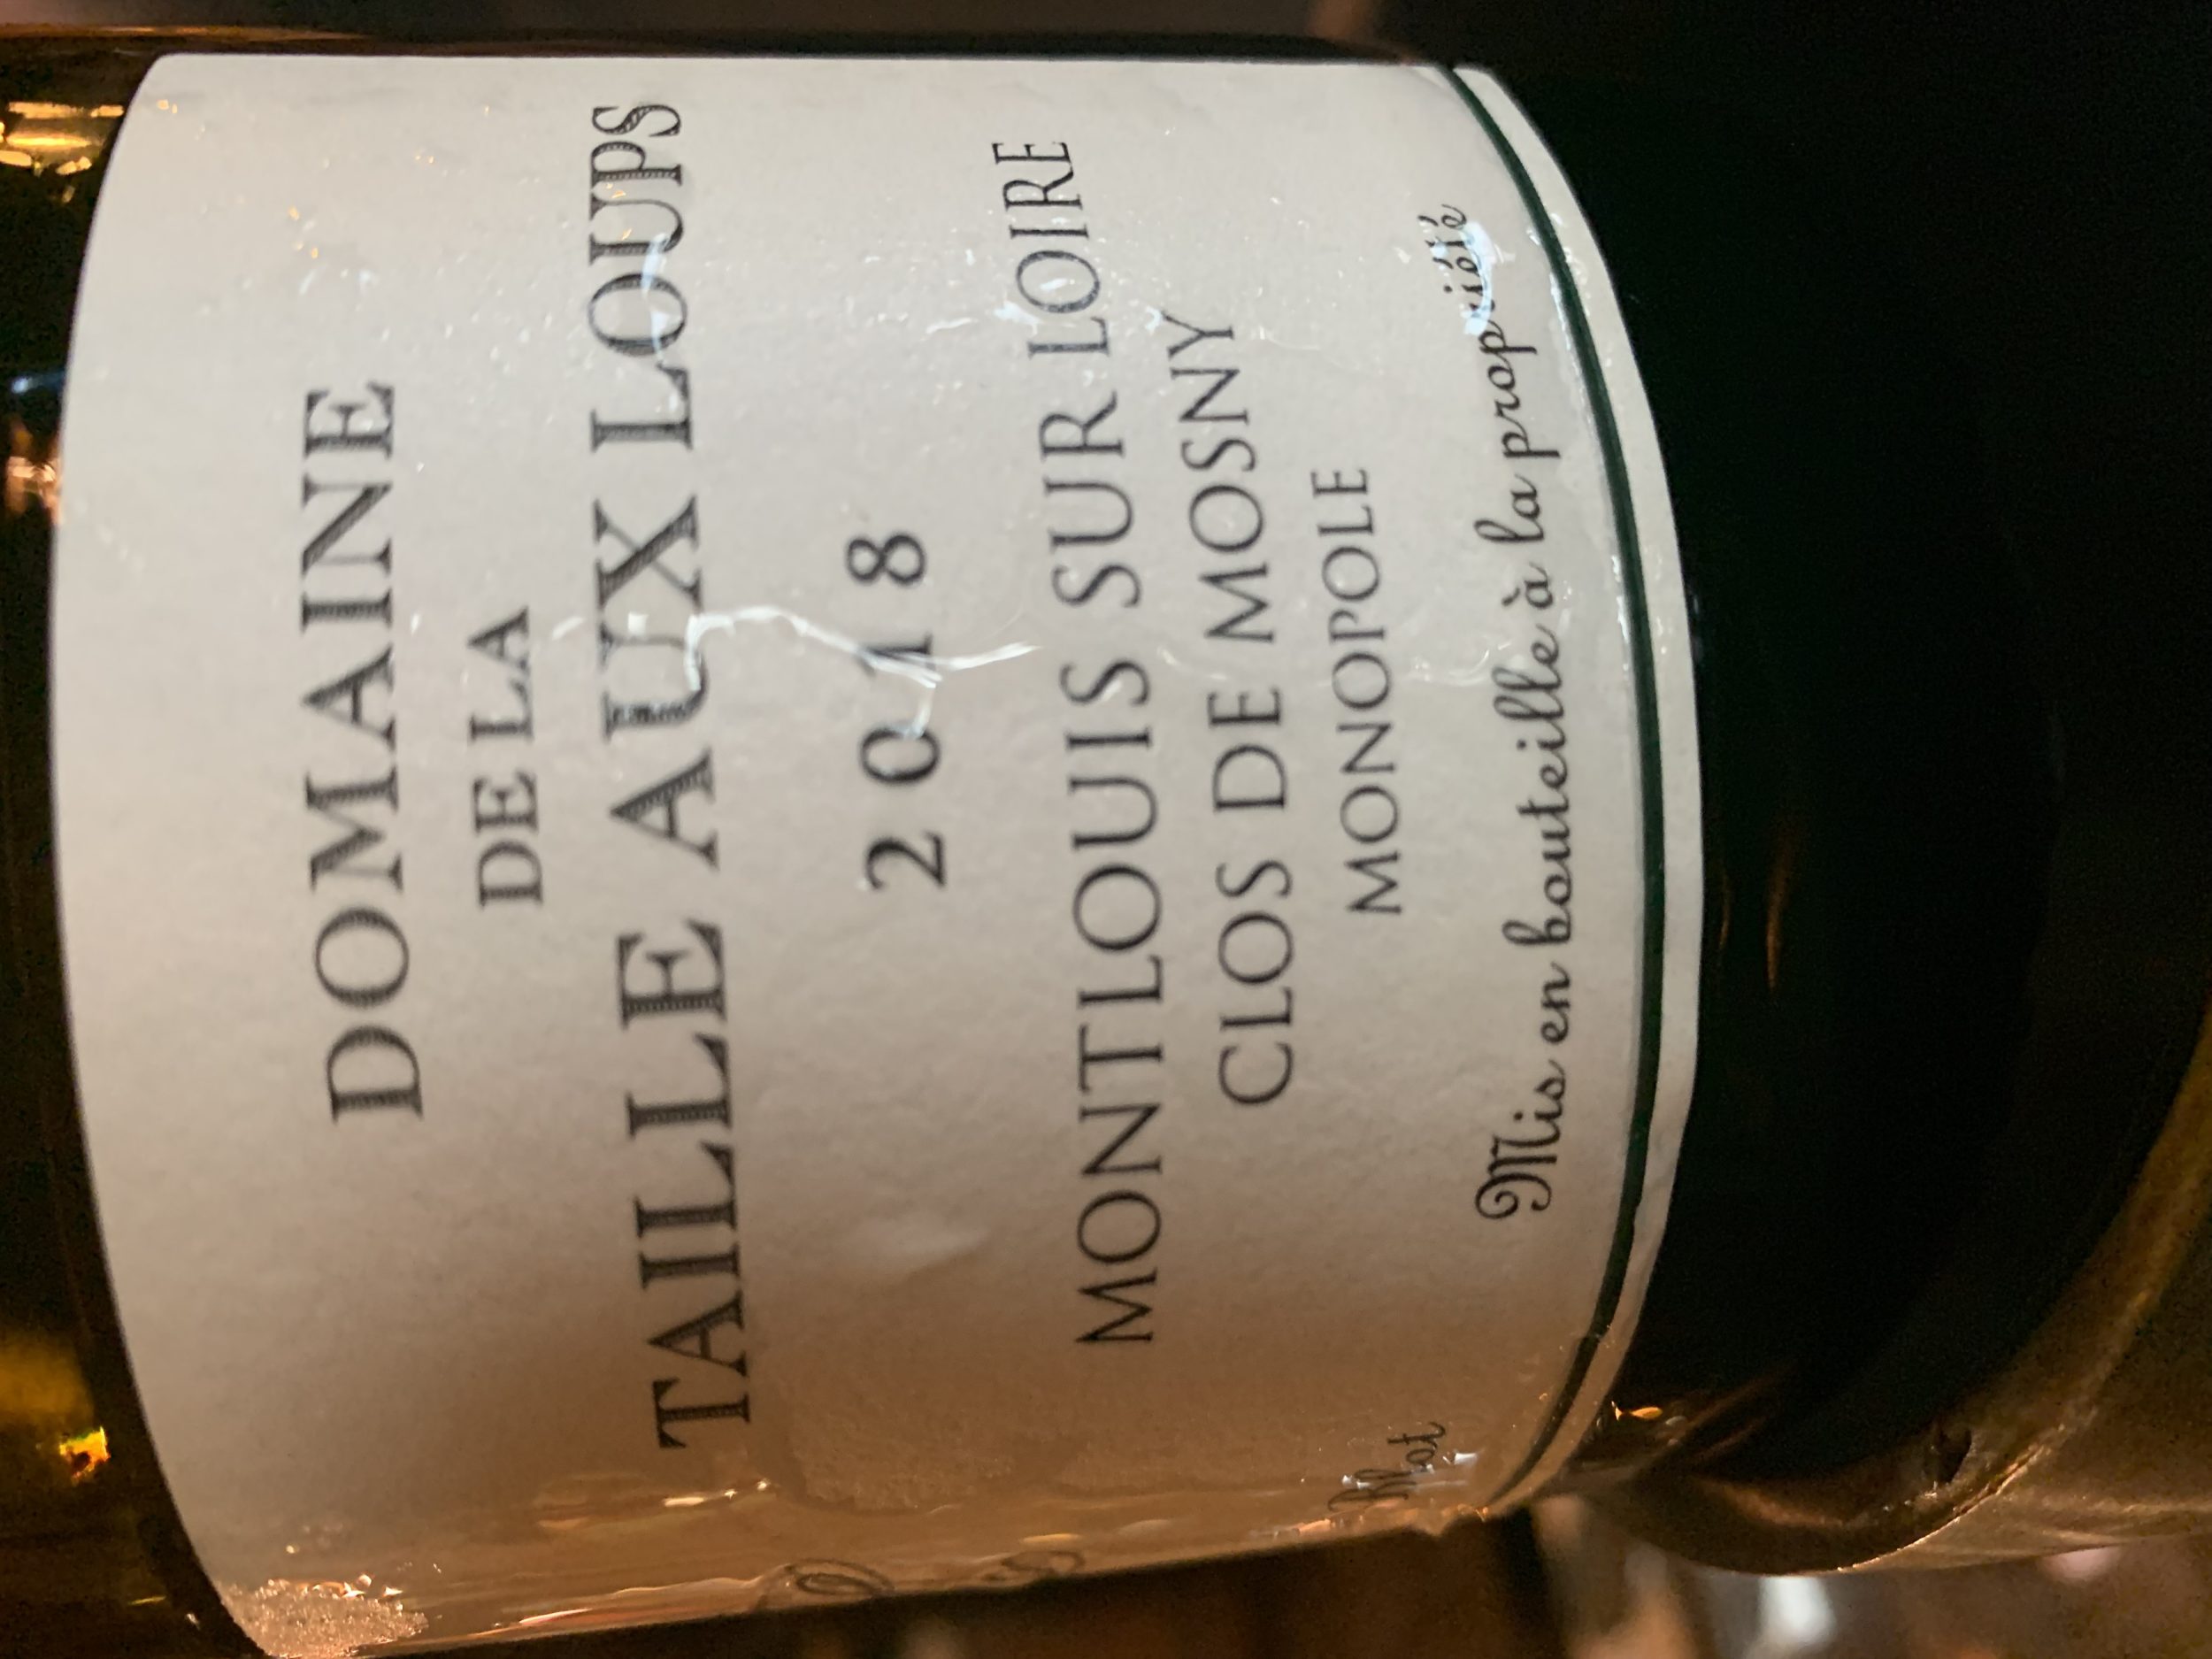 DOMAINE
DE LA
TAILLE AUX LOUPS
2018
MONTLOUIS SUR LOIRE
CLOS DE MOSNY
MONOPOLE
Mis en bouteille à la propriété
Blot